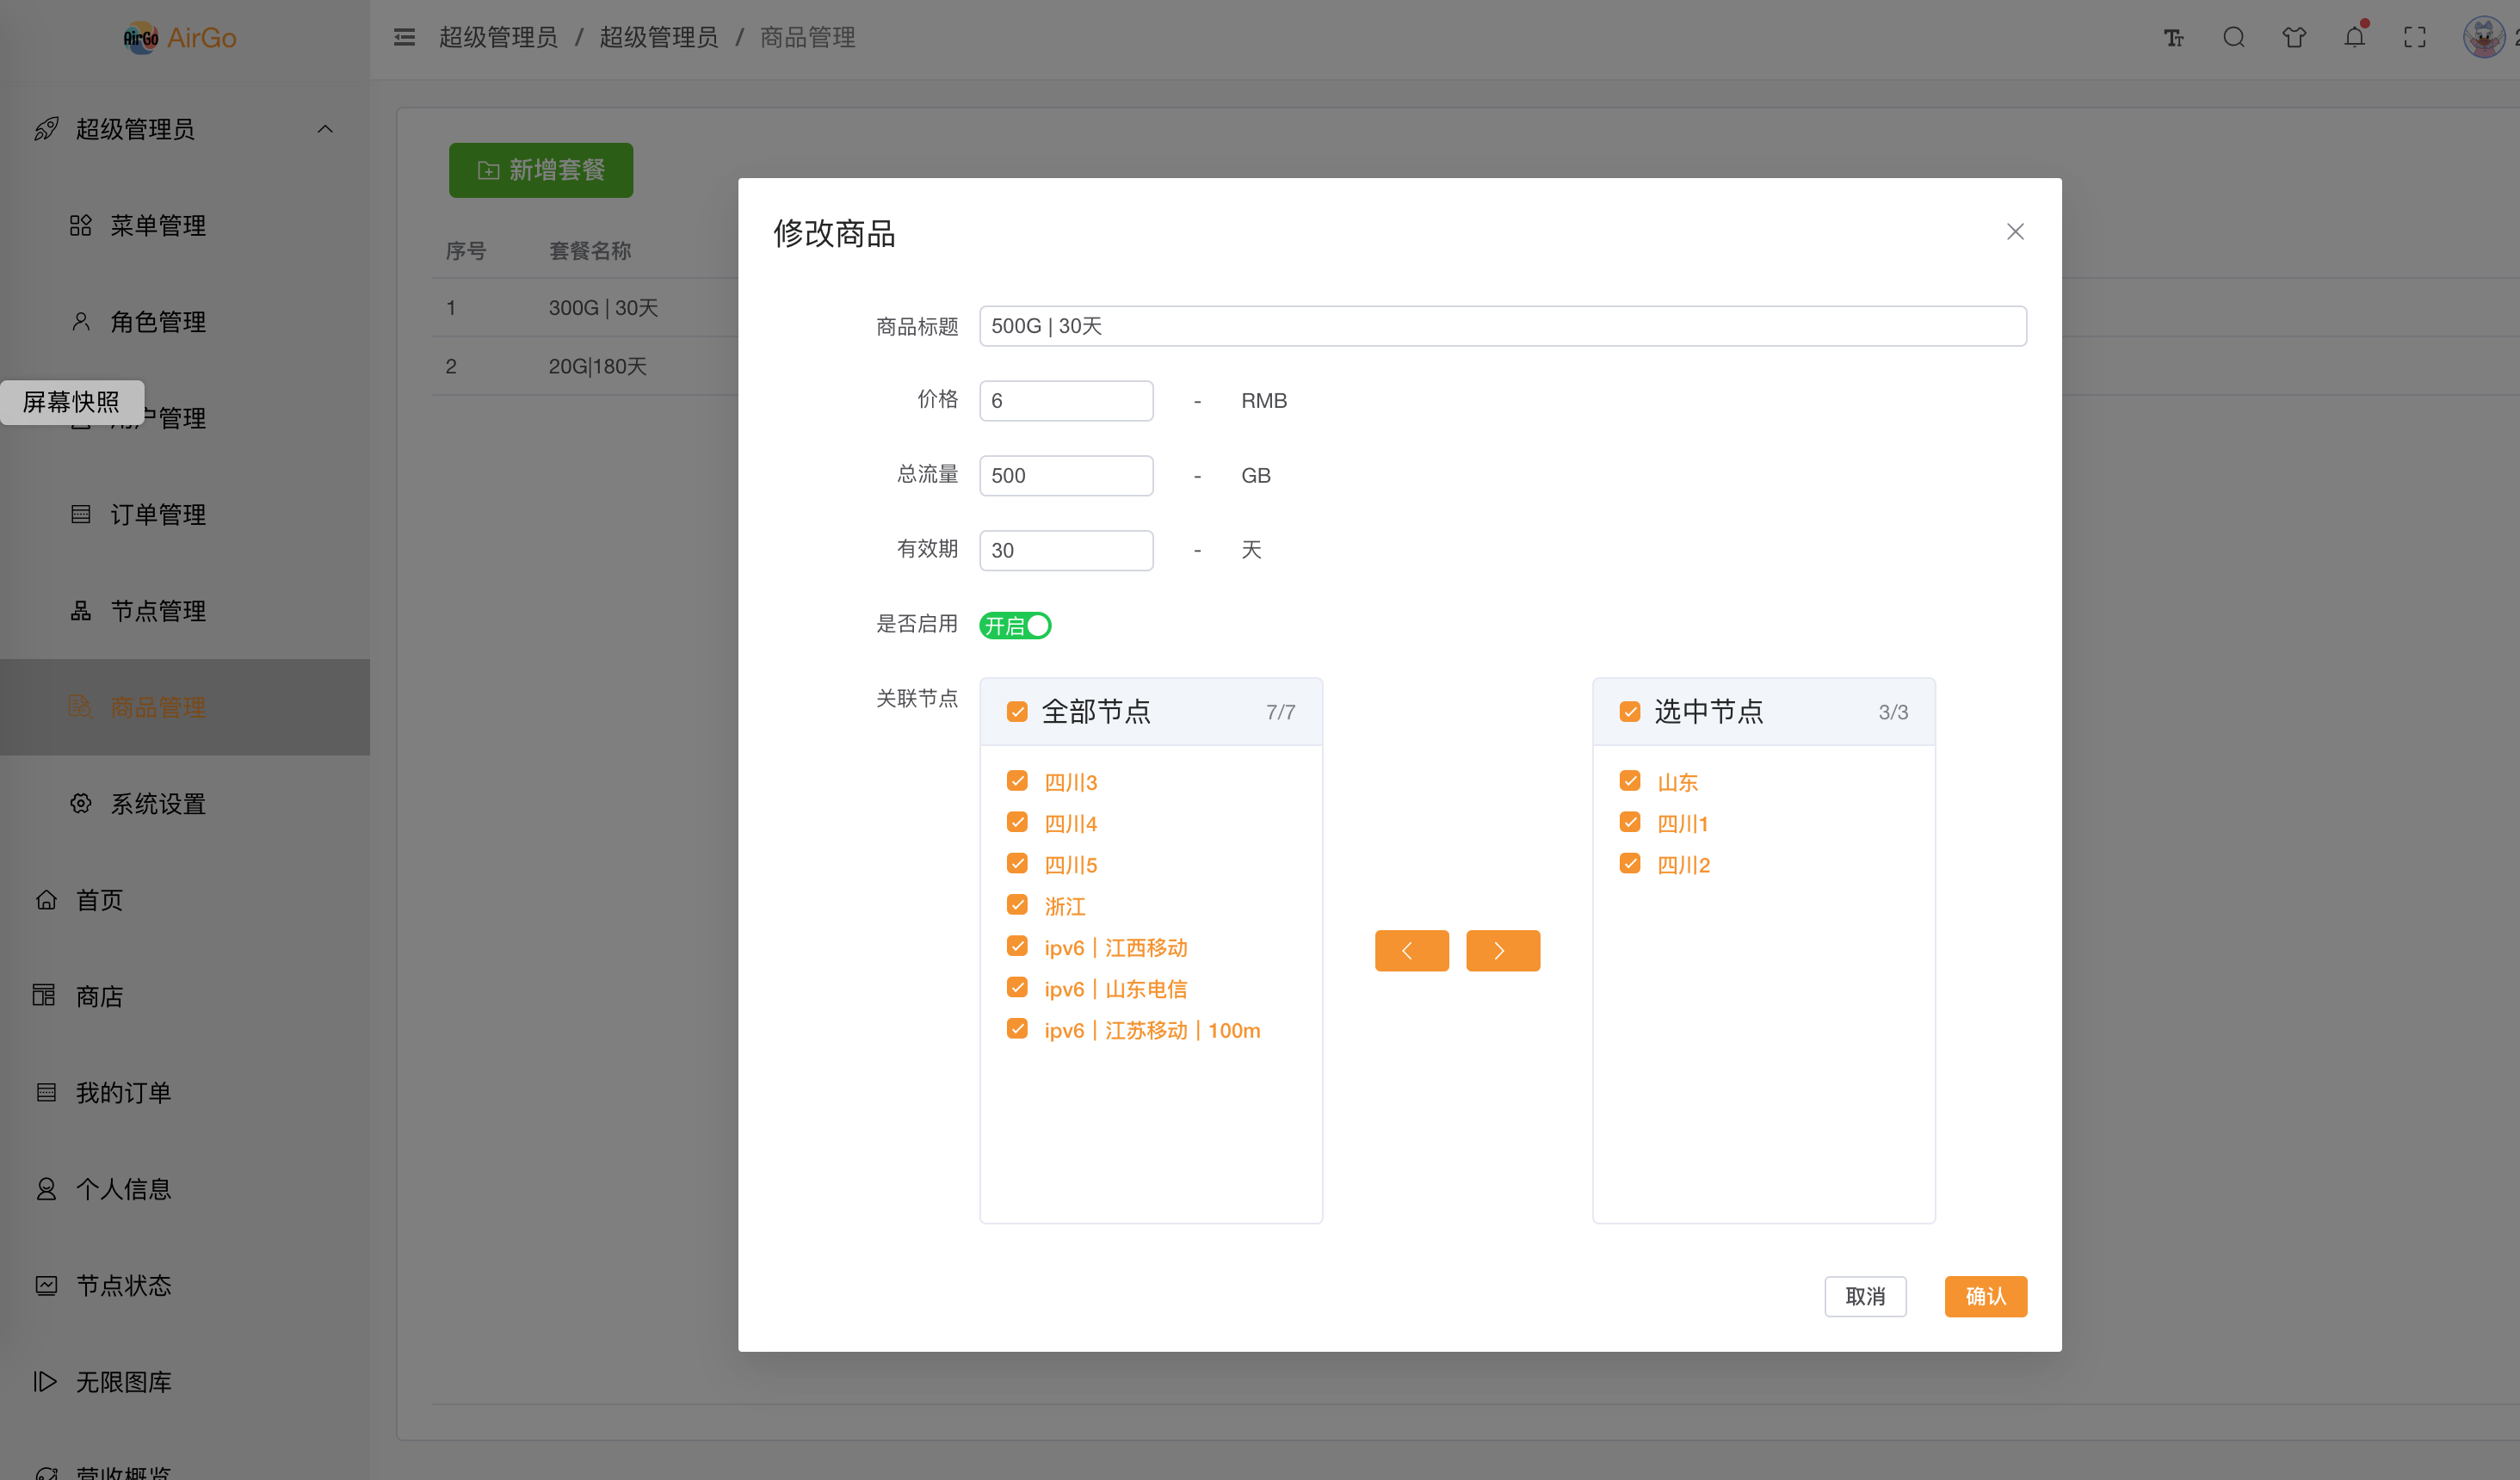 AirGo AirGo
超级管理员 / 超级管理员 / 商品管理
超级管理员
菜单管理
角色管理
屏幕快照
户管理
订单管理
节点管理
商品管理
系统设置
首页
商店
我的订单
个人信息
节点状态
无限图库
营收概览
新增套餐
序号 套餐名称
1 300G | 30天
2 20G|180天
修改商品
商品标题 500G | 30天
价格 6 - RMB
总流量 500 - GB
有效期 30 - 天
是否启用 开启
关联节点
全部节点 7/7
四川3
四川4
四川5
浙江
ipv6｜江西移动
ipv6｜山东电信
ipv6｜江苏移动｜100m
选中节点 3/3
山东
四川1
四川2
取消 确认